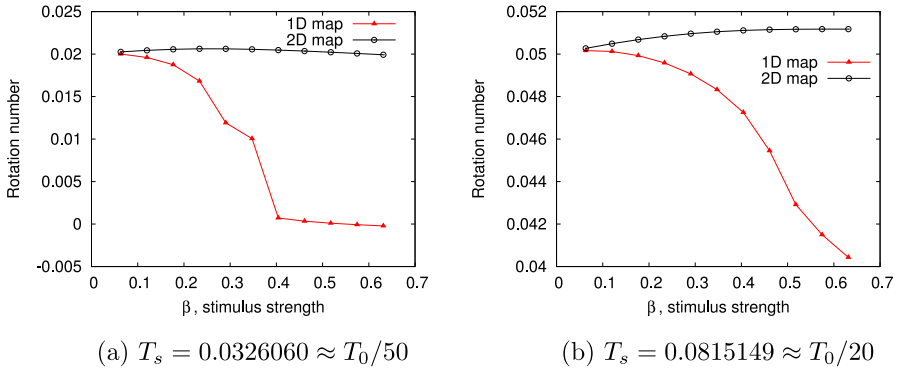 0.025
0.02
0.015
0.01
0.005
0
-0.005
Rotation number
1D map
2D map
0 0.1 0.2 0.3 0.4 0.5 0.6 0.7
β, stimulus strength
(a) T_s = 0.0326060 ≈ T_0/50
0.052
0.05
0.048
0.046
0.044
0.042
0.04
Rotation number
1D map
2D map
0 0.1 0.2 0.3 0.4 0.5 0.6 0.7
β, stimulus strength
(b) T_s = 0.0815149 ≈ T_0/20